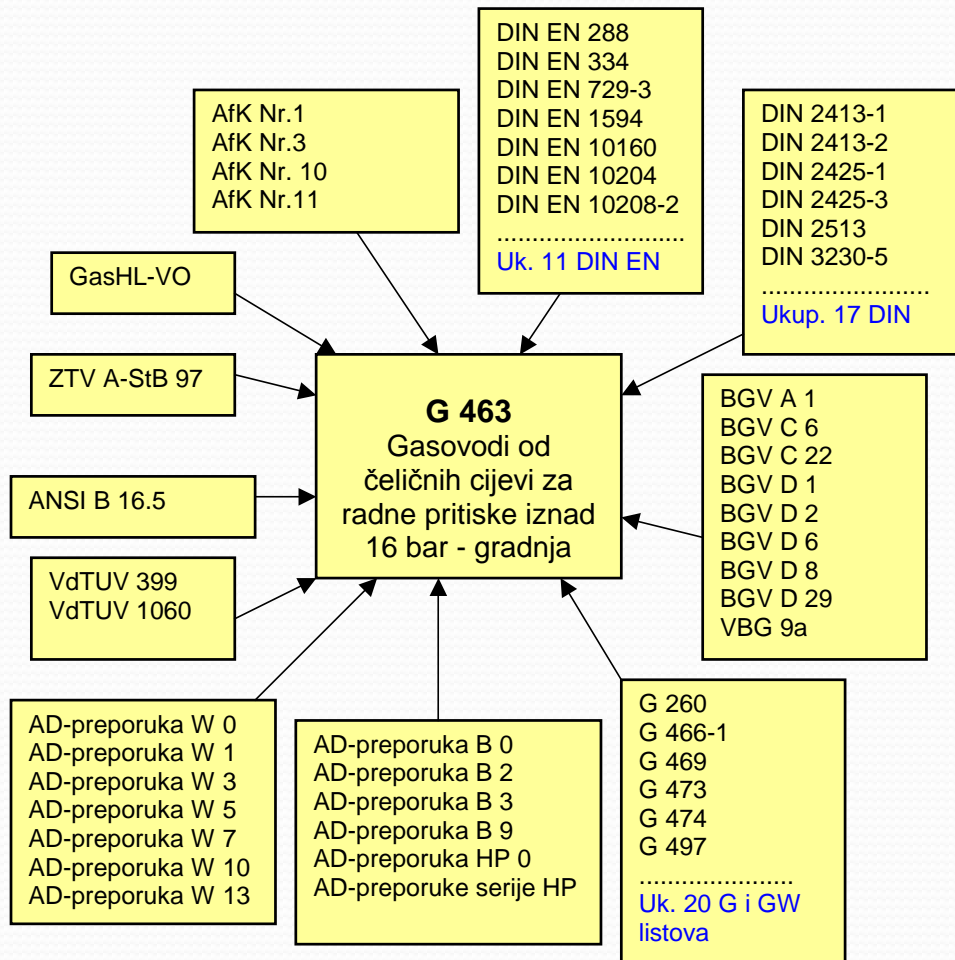 AfK Nr.1
AfK Nr.3
AfK Nr. 10
AfK Nr.11
DIN EN 288
DIN EN 334
DIN EN 729-3
DIN EN 1594
DIN EN 10160
DIN EN 10204
DIN EN 10208-2
...........................
Uk. 11 DIN EN
DIN 2413-1
DIN 2413-2
DIN 2425-1
DIN 2425-3
DIN 2513
DIN 3230-5
........................
Ukup. 17 DIN
GasHL-VO
ZTV A-StB 97
ANSI B 16.5
VdTUV 399
VdTUV 1060
G 463
Gasovodi od
čeličnih cijevi za
radne pritiske iznad
16 bar - gradnja
BGV A 1
BGV C 6
BGV C 22
BGV D 1
BGV D 2
BGV D 6
BGV D 8
BGV D 29
VBG 9a
AD-preporuka W 0
AD-preporuka W 1
AD-preporuka W 3
AD-preporuka W 5
AD-preporuka W 7
AD-preporuka W 10
AD-preporuka W 13
AD-preporuka B 0
AD-preporuka B 2
AD-preporuka B 3
AD-preporuka B 9
AD-preporuka HP 0
AD-preporuke serije HP
G 260
G 466-1
G 469
G 473
G 474
G 497
......................
Uk. 20 G i GW
listova